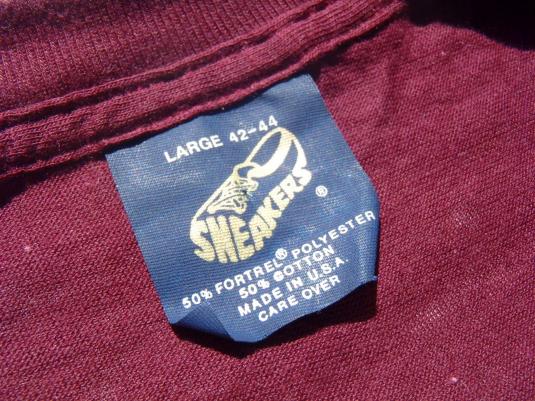 LARGE 42-44
SNEAKERS ®
50% FORTREL® POLYESTER
50% COTTON
MADE IN U.S.A.
CARE OVER